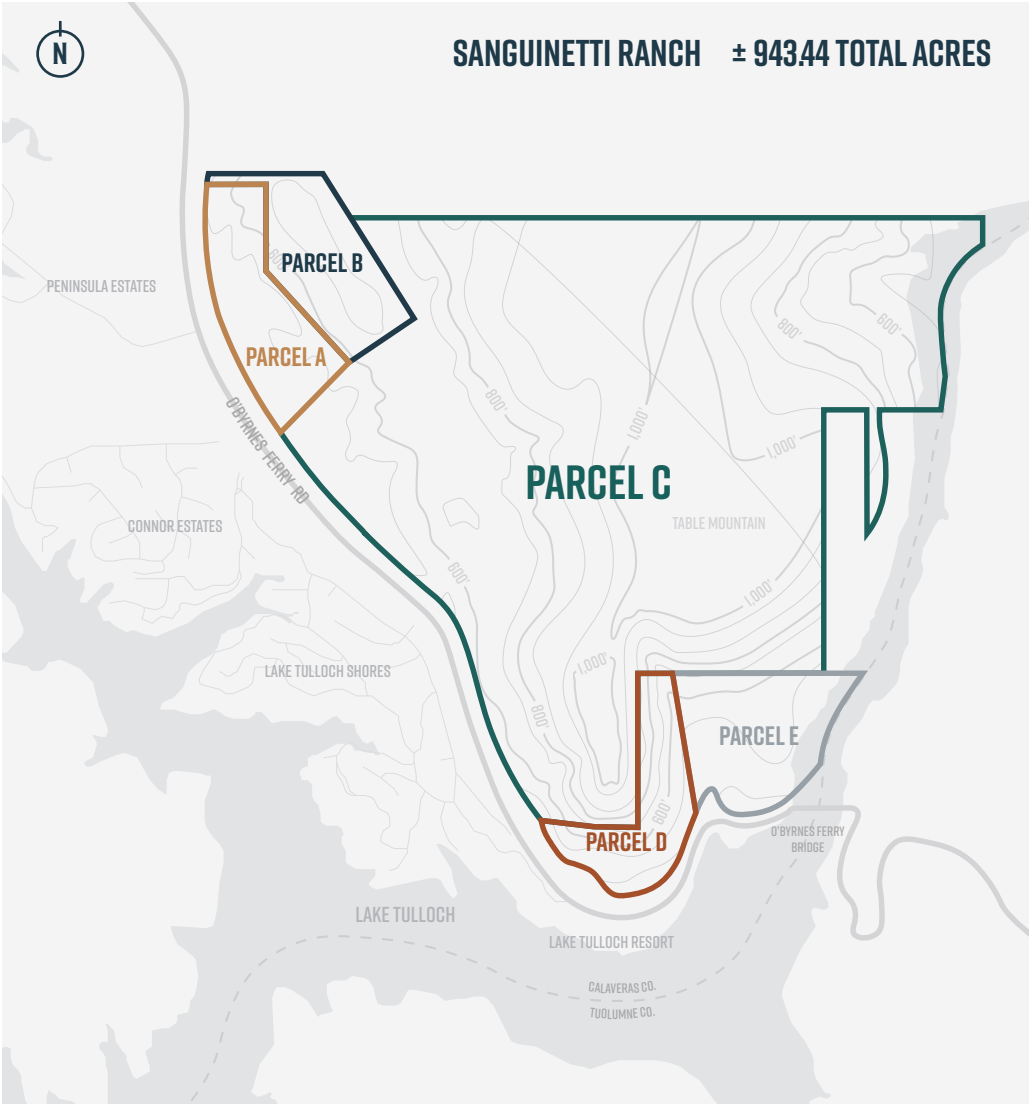 N
SANGUINETTI RANCH ± 943.44 TOTAL ACRES
PARCEL B
PENINSULA ESTATES
800'
600'
PARCEL A
800'
O'BYRNES FERRY RD
1,000'
1,000'
PARCEL C
TABLE MOUNTAIN
CONNOR ESTATES
600'
1,000'
LAKE TULLOCH SHORES
1,000'
800'
PARCEL E
600'
PARCEL D
O'BYRNES FERRY
BRIDGE
LAKE TULLOCH
LAKE TULLOCH RESORT
CALAVERAS CO.
TUOLUMNE CO.